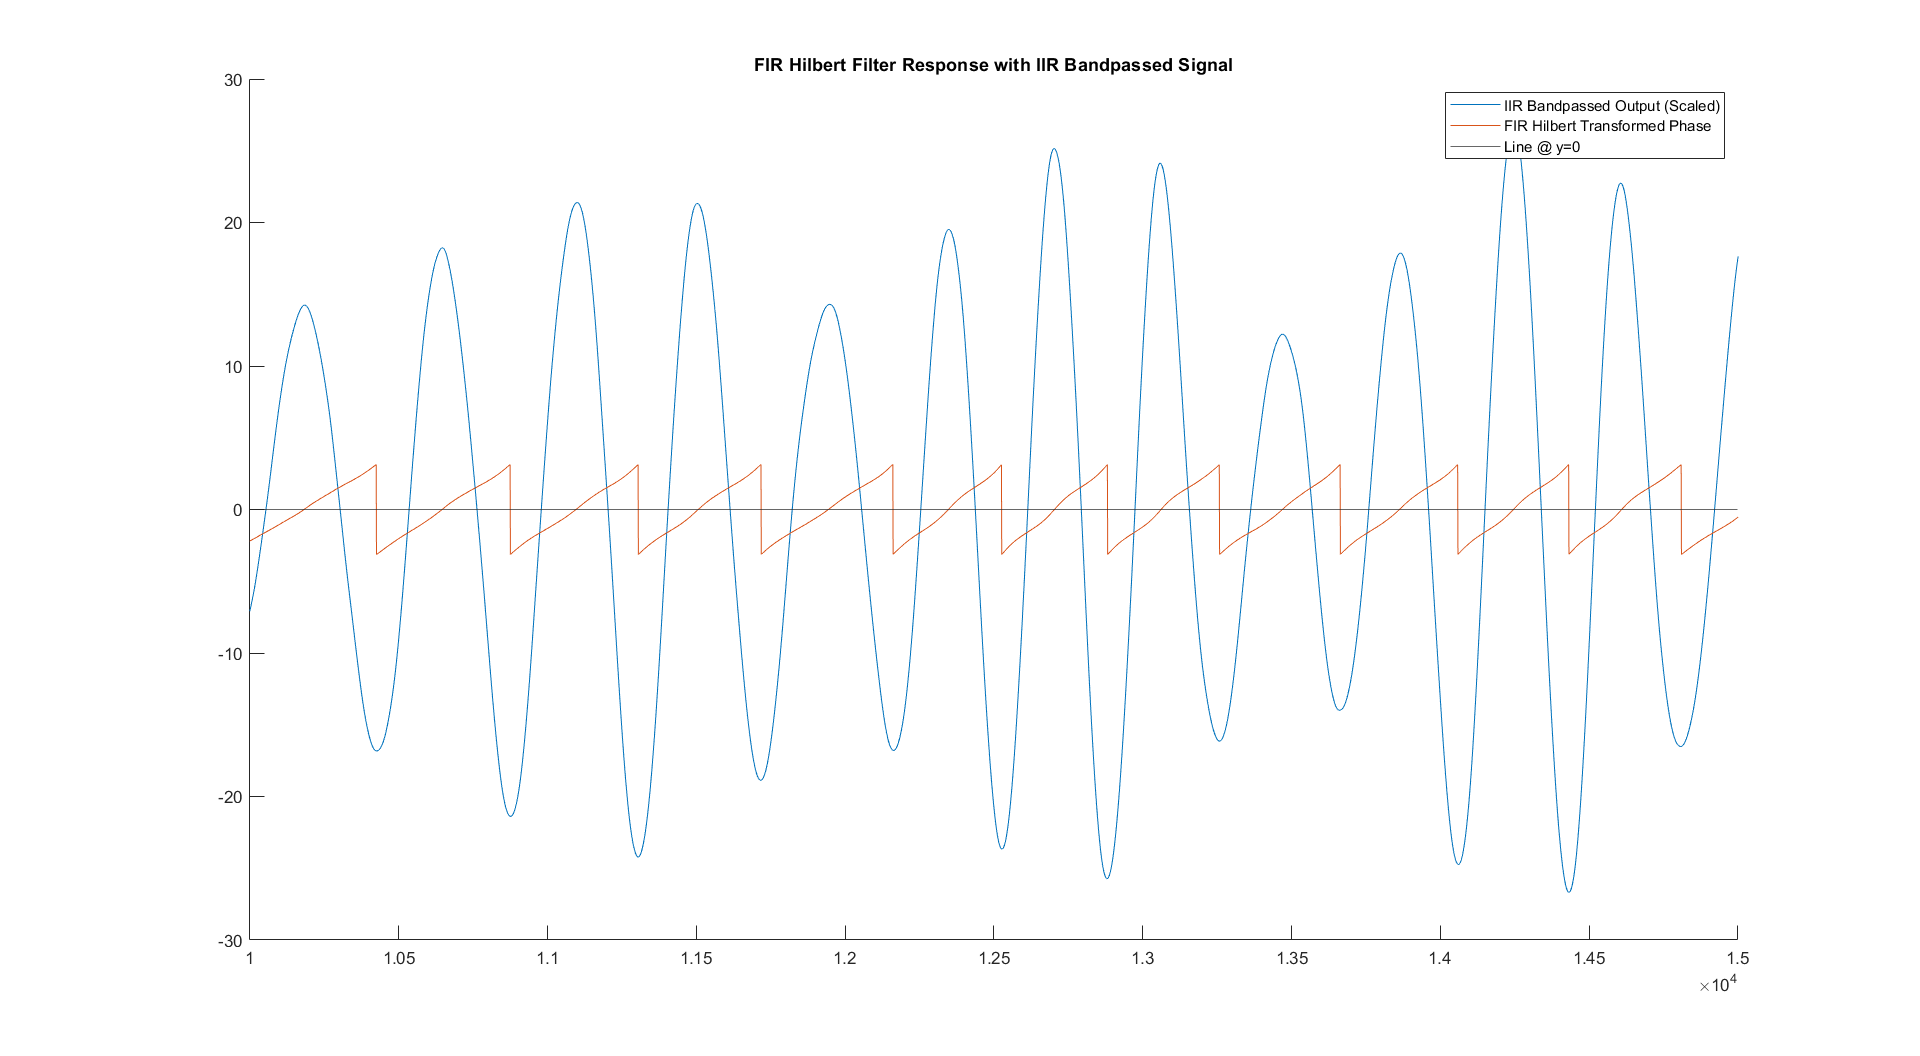 FIR Hilbert Filter Response with IIR Bandpassed Signal
IIR Bandpassed Output (Scaled)
FIR Hilbert Transformed Phase
Line @ y=0
30
20
10
0
-10
-20
-30
1 1.05 1.1 1.15 1.2 1.25 1.3 1.35 1.4 1.45 1.5
×10⁴